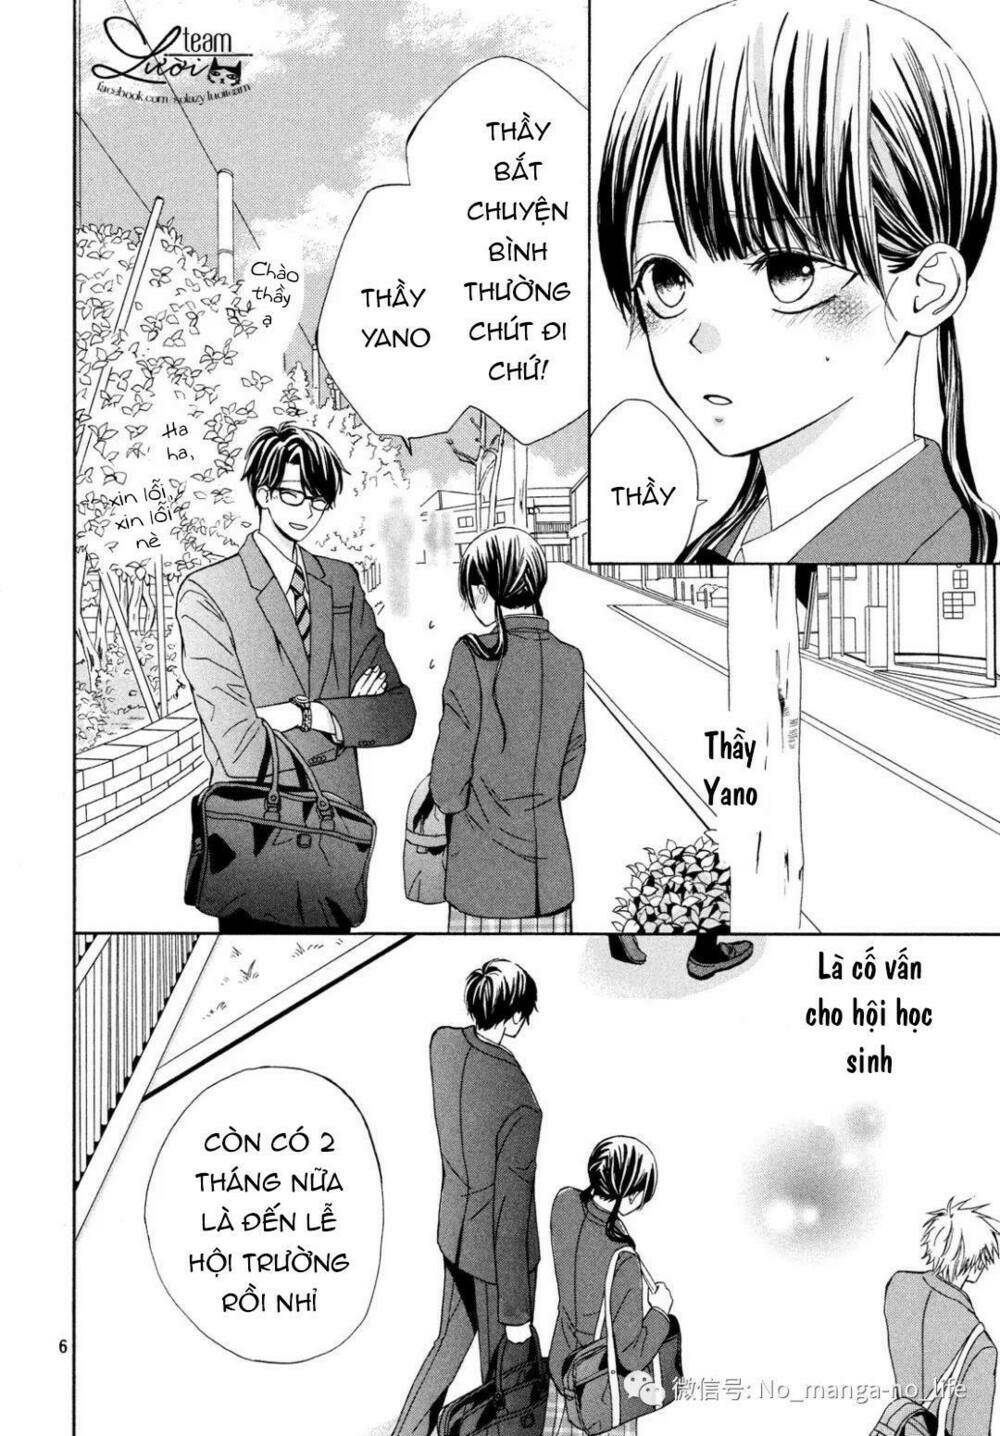 team
Lười
THẦY
THẦY
BẮT
CHUYỆN
BÌNH
THƯỜNG
CHÚT ĐI
CHỨ!
THẦY
YANO
Chào
thầy
ạ
Ha
ha,
xin lỗi,
xin lỗi
nè
Thầy
Yano
Là cố vấn
cho hội học
sinh
CÒN CÓ 2
THÁNG NỮA
LÀ ĐẾN LỄ
HỘI TRƯỜNG
RỒI NHỈ
6
微信号: No_manga-no_life